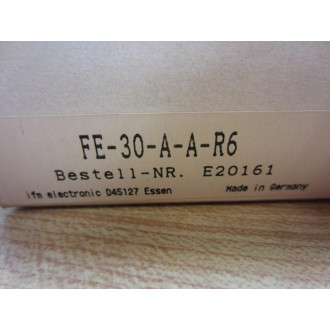 FE-30-A-A-R6
Bestell-NR. E20161
ifm electronic D45127 Essen Made in Germany